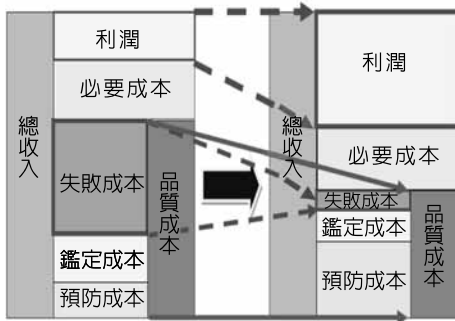 總收入
利潤
必要成本
失敗成本
鑑定成本
預防成本
品質成本
總收入
利潤
必要成本
失敗成本
鑑定成本
預防成本
品質成本